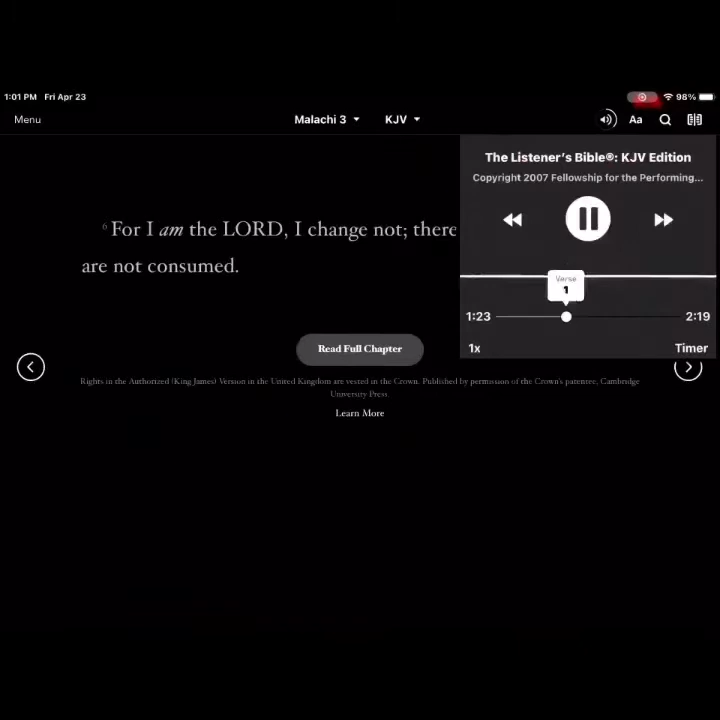 1:01 PM Fri Apr 23
98%
Menu
Malachi 3
KJV
Aa
The Listener's Bible®: KJV Edition
Copyright 2007 Fellowship for the Performing...
6 For I am the LORD, I change not; there
are not consumed.
Verse
1
1:23
2:19
1x
Timer
Read Full Chapter
Rights in the Authorized (King James) Version in the United Kingdom are vested in the Crown. Published by permission of the Crown's patentee, Cambridge
University Press.
Learn More